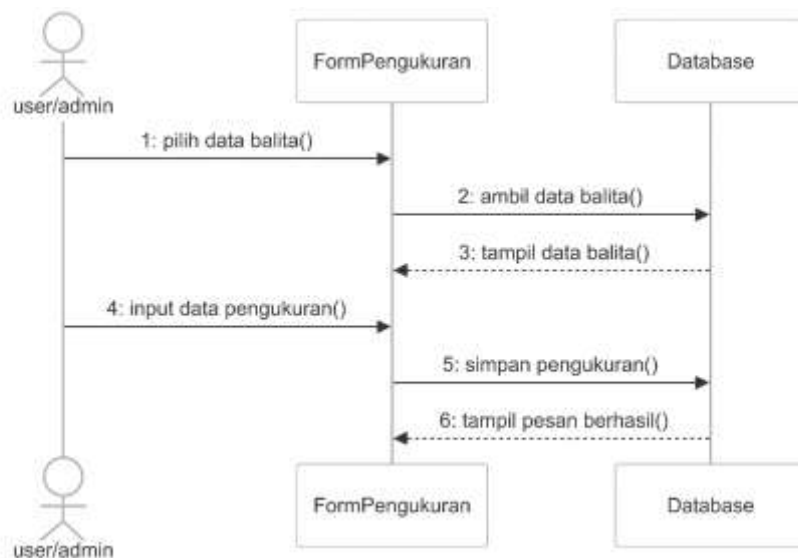 user/admin
FormPengukuran
Database
1: pilih data balita()
2: ambil data balita()
3: tampil data balita()
4: input data pengukuran()
5: simpan pengukuran()
6: tampil pesan berhasil()
user/admin
FormPengukuran
Database